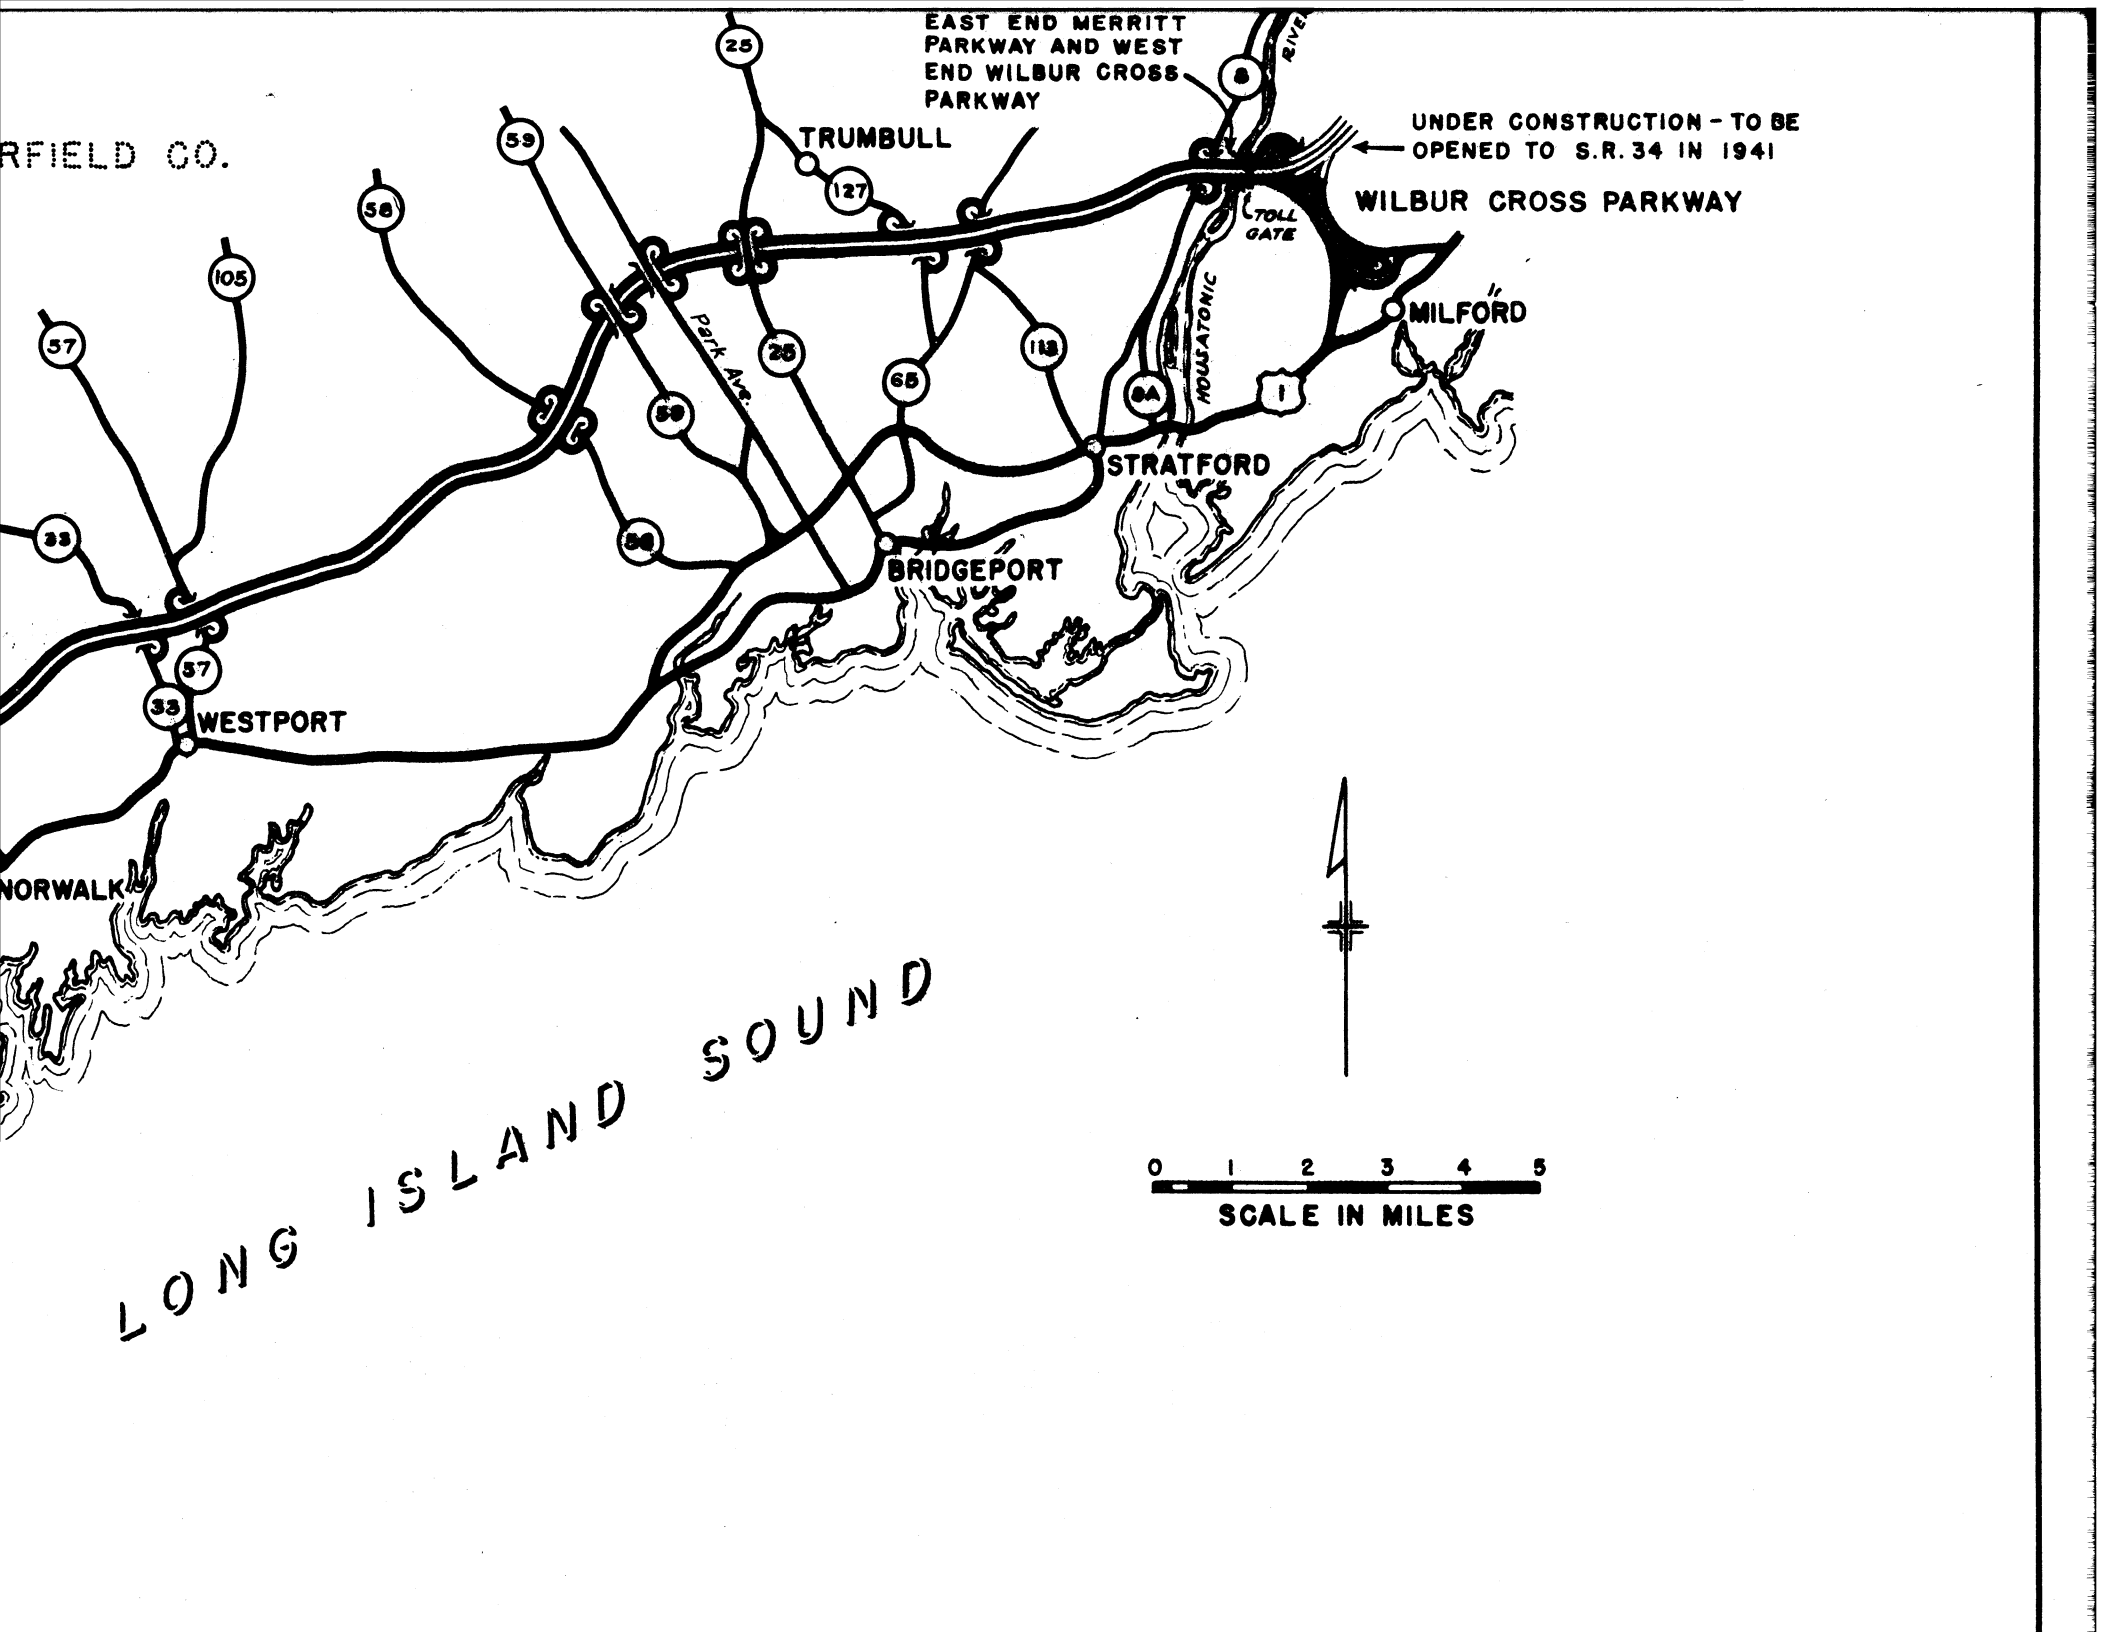 EAST END MERRITT
PARKWAY AND WEST
END WILBUR CROSS
PARKWAY
25
8
RIVER
59
TRUMBULL
UNDER CONSTRUCTION - TO BE
OPENED TO S.R. 34 IN 1941
RFIELD CO.
127
58
WILBUR CROSS PARKWAY
TOLL
GATE
105
HOUSATONIC
MILFORD
57
Park Ave.
25
113
65
8A
1
59
STRATFORD
33
58
BRIDGEPORT
57
33
WESTPORT
NORWALK
LONG ISLAND SOUND
0 1 2 3 4 5
SCALE IN MILES